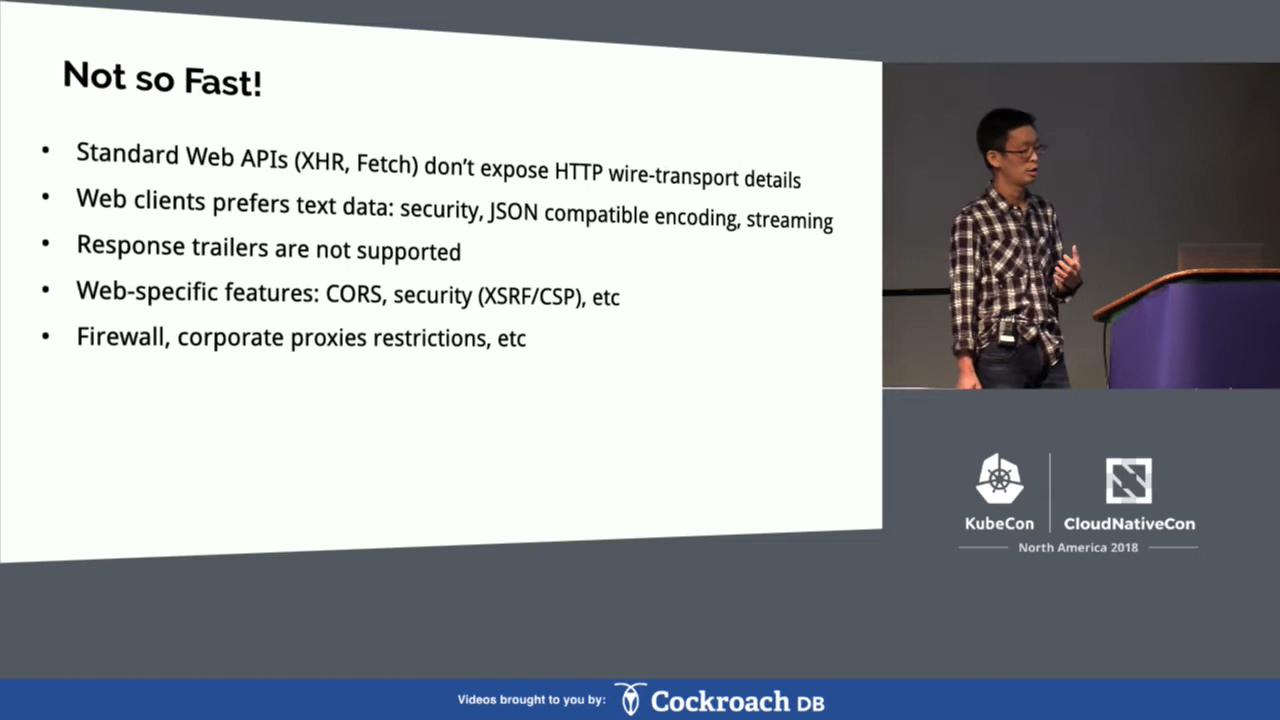 Not so Fast!
• Standard Web APIs (XHR, Fetch) don't expose HTTP wire-transport details
• Web clients prefers text data: security, JSON compatible encoding, streaming
• Response trailers are not supported
• Web-specific features: CORS, security (XSRF/CSP), etc
• Firewall, corporate proxies restrictions, etc
KubeCon
CloudNativeCon
North America 2018
Videos brought to you by:
Cockroach DB